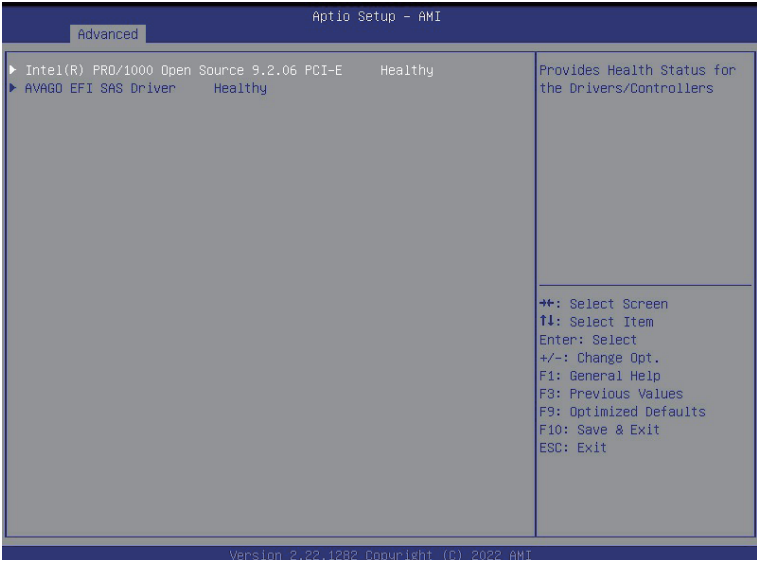 Aptio Setup – AMI
Advanced
▶ Intel(R) PRO/1000 Open Source 9.2.06 PCI-E Healthy
▶ AVAGO EFI SAS Driver Healthy
Provides Health Status for
the Drivers/Controllers
→←: Select Screen
↑↓: Select Item
Enter: Select
+/-: Change Opt.
F1: General Help
F3: Previous Values
F9: Optimized Defaults
F10: Save & Exit
ESC: Exit
Version 2.22.1282 Copyright (C) 2022 AMI